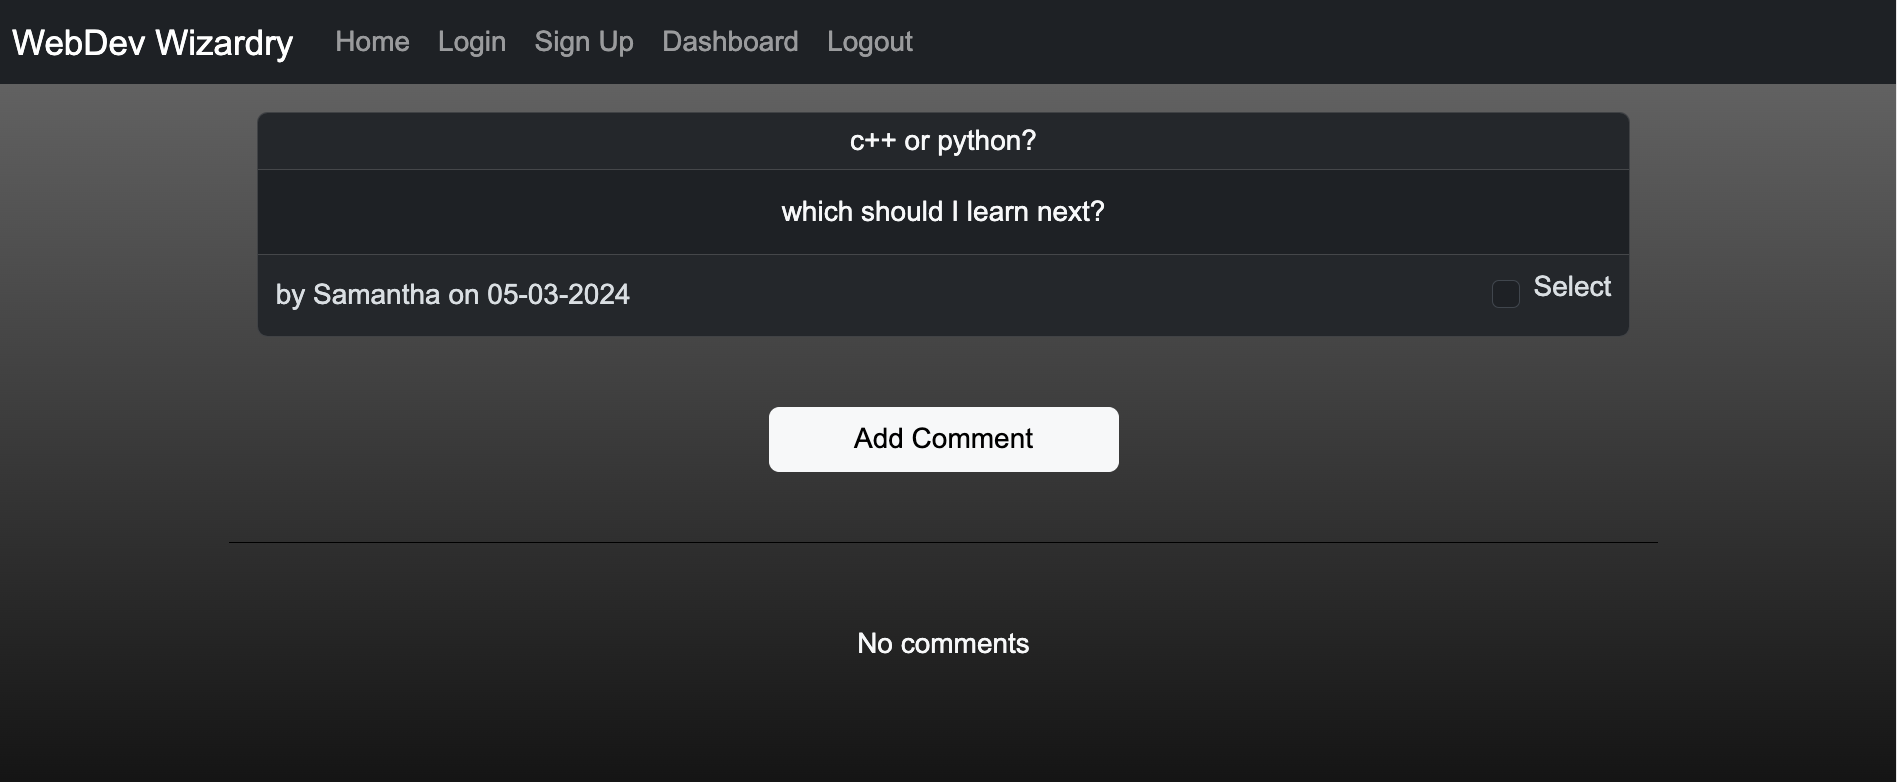 WebDev Wizardry Home Login Sign Up Dashboard Logout
c++ or python?
which should I learn next?
by Samantha on 05-03-2024 Select
Add Comment
No comments